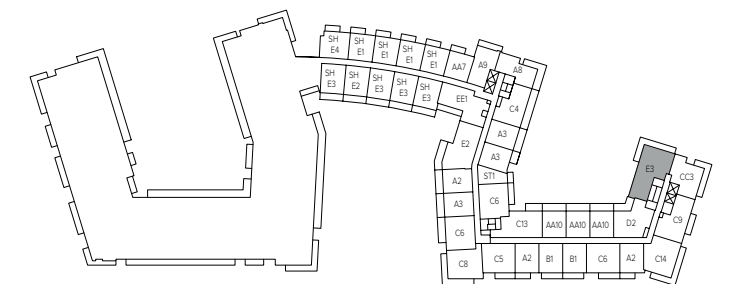 SH E4
SH E1
SH E1
SH E1
SH E1
AA7
A9
A8
SH E3
SH E2
SH E3
SH E3
SH E3
EE1
C4
E2
A3
A3
A2
ST1
A3
C6
C6
C8
C13
AA10
AA10
AA10
D2
E3
CC3
C9
C5
A2
B1
B1
C6
A2
C14